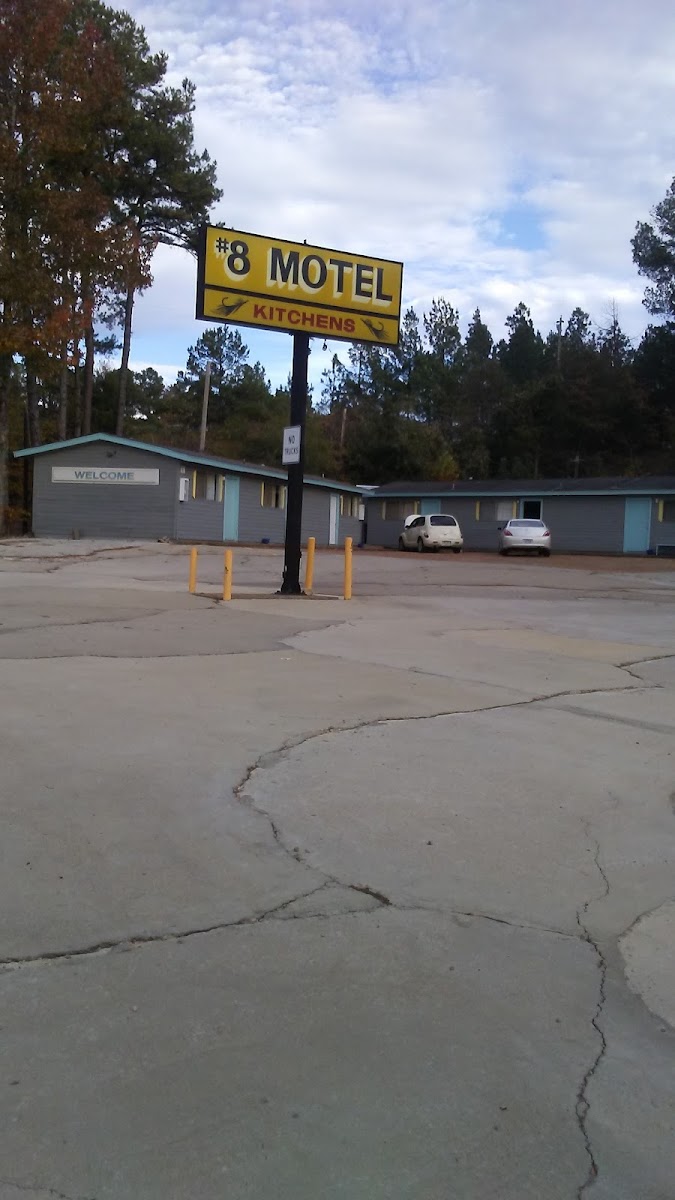 #8 MOTEL
KITCHENS
NO
TRUCKS
WELCOME